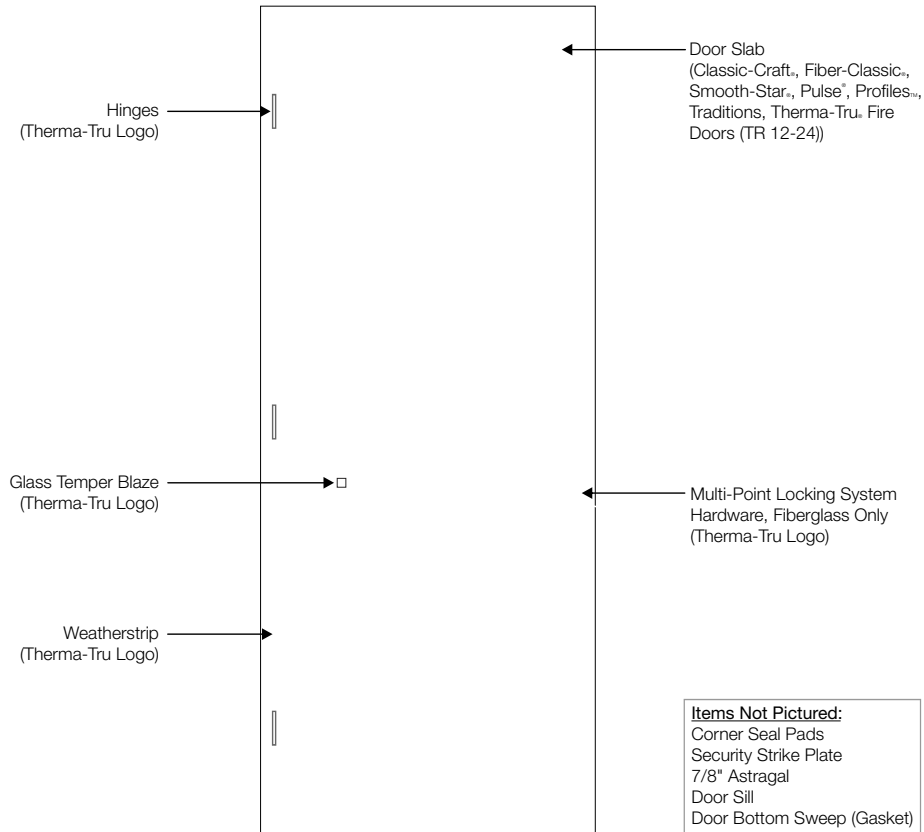 Door Slab
(Classic-Craft®, Fiber-Classic®,
Smooth-Star®, Pulse®, Profiles™,
Traditions, Therma-Tru® Fire
Doors (TR 12-24))
Hinges
(Therma-Tru Logo)
Glass Temper Blaze
(Therma-Tru Logo)
Multi-Point Locking System
Hardware, Fiberglass Only
(Therma-Tru Logo)
Weatherstrip
(Therma-Tru Logo)
Items Not Pictured:
Corner Seal Pads
Security Strike Plate
7/8" Astragal
Door Sill
Door Bottom Sweep (Gasket)